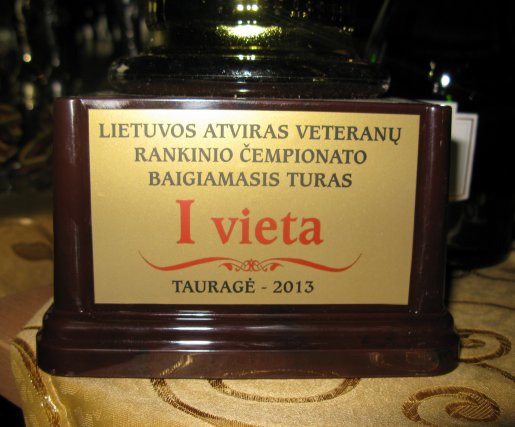 LIETUVOS ATVIRAS VETERANŲ
RANKINIO ČEMPIONATO
BAIGIAMASIS TURAS
I vieta
TAURAGĖ - 2013